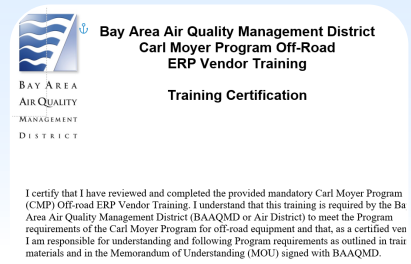 Bay Area Air Quality Management District
Carl Moyer Program Off-Road
ERP Vendor Training
Training Certification
BAY AREA
AIR QUALITY
MANAGEMENT
DISTRICT
I certify that I have reviewed and completed the provided mandatory Carl Moyer Program
(CMP) Off-road ERP Vendor Training. I understand that this training is required by the Ba
Area Air Quality Management District (BAAQMD or Air District) to meet the Program
requirements of the Carl Moyer Program for off-road equipment and that, as a certified ven
I am responsible for understanding and following Program requirements as outlined in train
materials and in the Memorandum of Understanding (MOU) signed with BAAQMD.